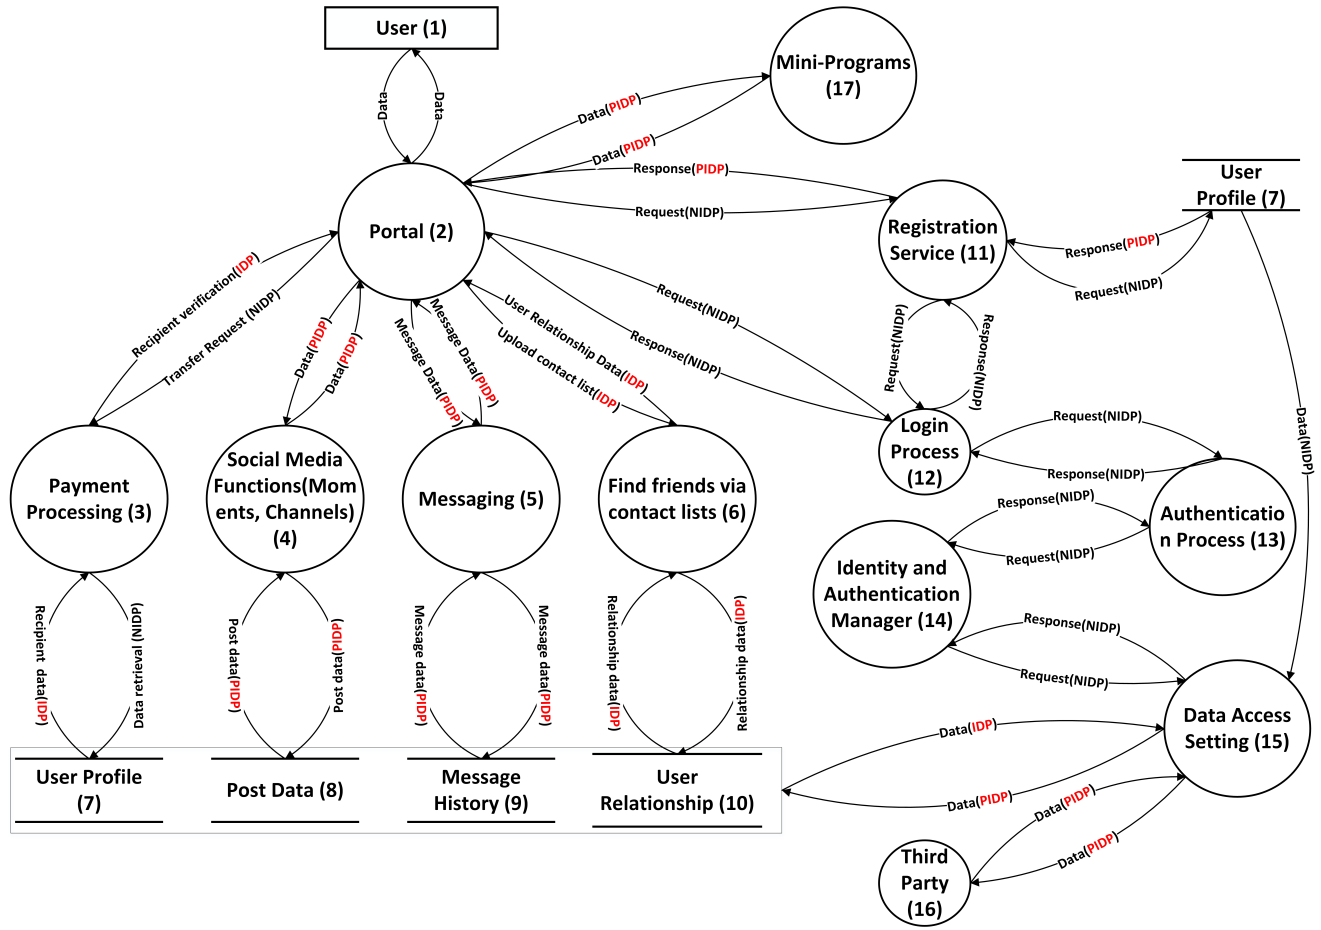 User (1)
Data
Data
Mini-Programs
(17)
Data(PIDP)
Data(PIDP)
Response(PIDP)
Request(NIDP)
User
Profile (7)
Portal (2)
Registration
Service (11)
Response(PIDP)
Request(NIDP)
Recipient verification(IDP)
Transfer Request (NIDP)
Data(PIDP)
Data(PIDP)
Message Data(PIDP)
Message Data(PIDP)
User Relationship Data(IDP)
Upload contact list(IDP)
Request(NIDP)
Response(NIDP)
Request(NIDP)
Response(NIDP)
Data(NIDP)
Login
Process
(12)
Request(NIDP)
Response(NIDP)
Payment
Processing (3)
Social Media
Functions(Mom
ents, Channels)
(4)
Messaging (5)
Find friends via
contact lists (6)
Authenticatio
n Process (13)
Response(NIDP)
Request(NIDP)
Identity and
Authentication
Manager (14)
Response(NIDP)
Request(NIDP)
Recipient data(IDP)
Data retrieval (NIDP)
Post data(PIDP)
Post data(PIDP)
Message data(PIDP)
Message data(PIDP)
Relationship data(IDP)
Relationship data(IDP)
Data Access
Setting (15)
Data(IDP)
Data(PIDP)
User Profile
(7)
Post Data (8)
Message
History (9)
User
Relationship (10)
Data(PIDP)
Data(PIDP)
Third
Party
(16)